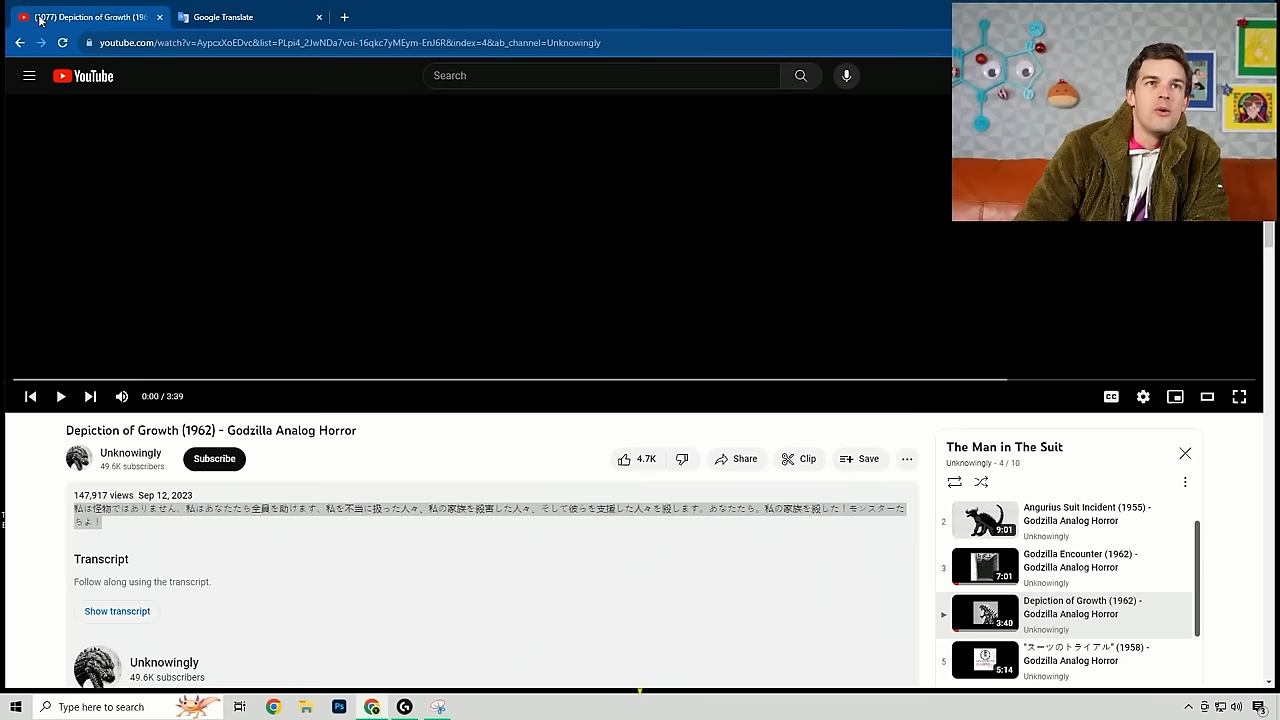 (1077) Depiction of Growth (196
Google Translate
youtube.com/watch?v=AypcxXoEDvc&list=PLpi4_2JwNDa7voi-16qkc7yMEym-EnJ6R&index=4&ab_channel=Unknowingly
YouTube
Search
CH
N
0:00 / 3:39
CC
Depiction of Growth (1962) - Godzilla Analog Horror
Unknowingly
49.6K subscribers
Subscribe
4.7K
Share
Clip
Save
147,917 views Sep 12, 2023
私は怪物ではありません。私はあなたたち全員を助けます、私を不当に扱った人々、私の家族を殺害した人々、そして彼らを支援した人々を殺します。あなたたち。私の家族を殺した！モンスターた
ちよ！
Transcript
Follow along using the transcript.
Show transcript
Unknowingly
49.6K subscribers
The Man in The Suit
Unknowingly - 4 / 10
2
9:01
Angurius Suit Incident (1955) -
Godzilla Analog Horror
Unknowingly
3
7:01
Godzilla Encounter (1962) -
Godzilla Analog Horror
Unknowingly
3:40
Depiction of Growth (1962) -
Godzilla Analog Horror
Unknowingly
5
5:14
"スーツのトライアル" (1958) -
Godzilla Analog Horror
Unknowingly
Type here to search
Ps
3